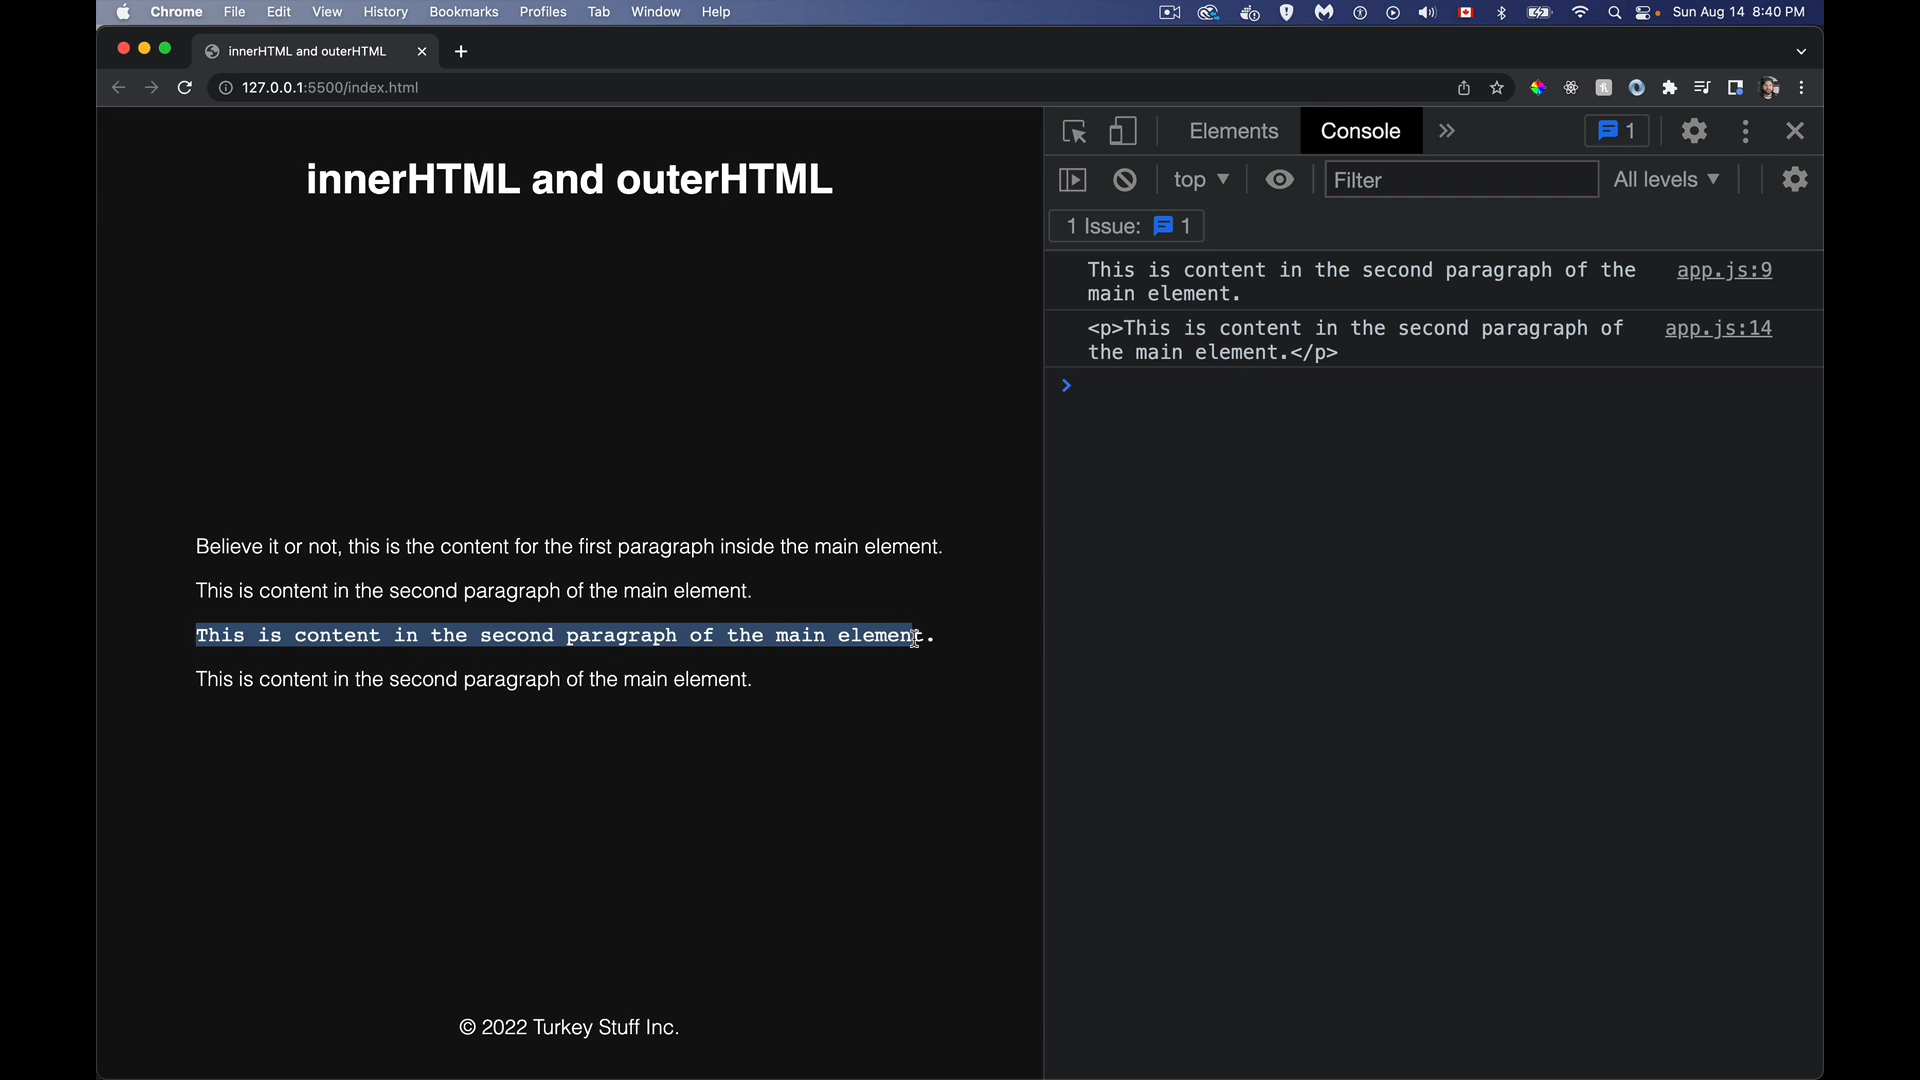 Chrome File Edit View History Bookmarks Profiles Tab Window Help Sun Aug 14 8:40 PM
innerHTML and outerHTML
127.0.0.1:5500/index.html
innerHTML and outerHTML
Believe it or not, this is the content for the first paragraph inside the main element.
This is content in the second paragraph of the main element.
This is content in the second paragraph of the main element.
This is content in the second paragraph of the main element.
© 2022 Turkey Stuff Inc.
Elements Console 1
top Filter All levels
1 Issue: 1
This is content in the second paragraph of the app.js:9
main element.
<p>This is content in the second paragraph of app.js:14
the main element.</p>